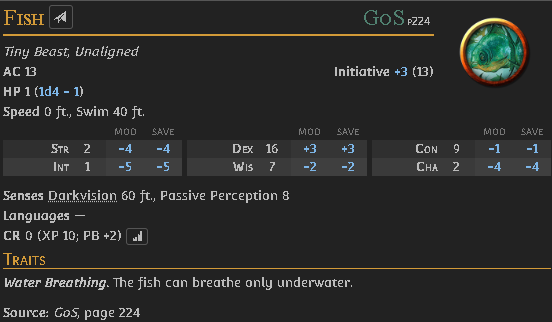 Fish GoS p224
Tiny Beast, Unaligned
AC 13 Initiative +3 (13)
HP 1 (1d4 − 1)
Speed 0 ft., Swim 40 ft.
MOD SAVE MOD SAVE MOD SAVE
Str 2 −4 −4 Dex 16 +3 +3 Con 9 −1 −1
Int 1 −5 −5 Wis 7 −2 −2 Cha 2 −4 −4
Senses Darkvision 60 ft., Passive Perception 8
Languages —
CR 0 (XP 10; PB +2)
Traits
Water Breathing. The fish can breathe only underwater.
Source: GoS, page 224